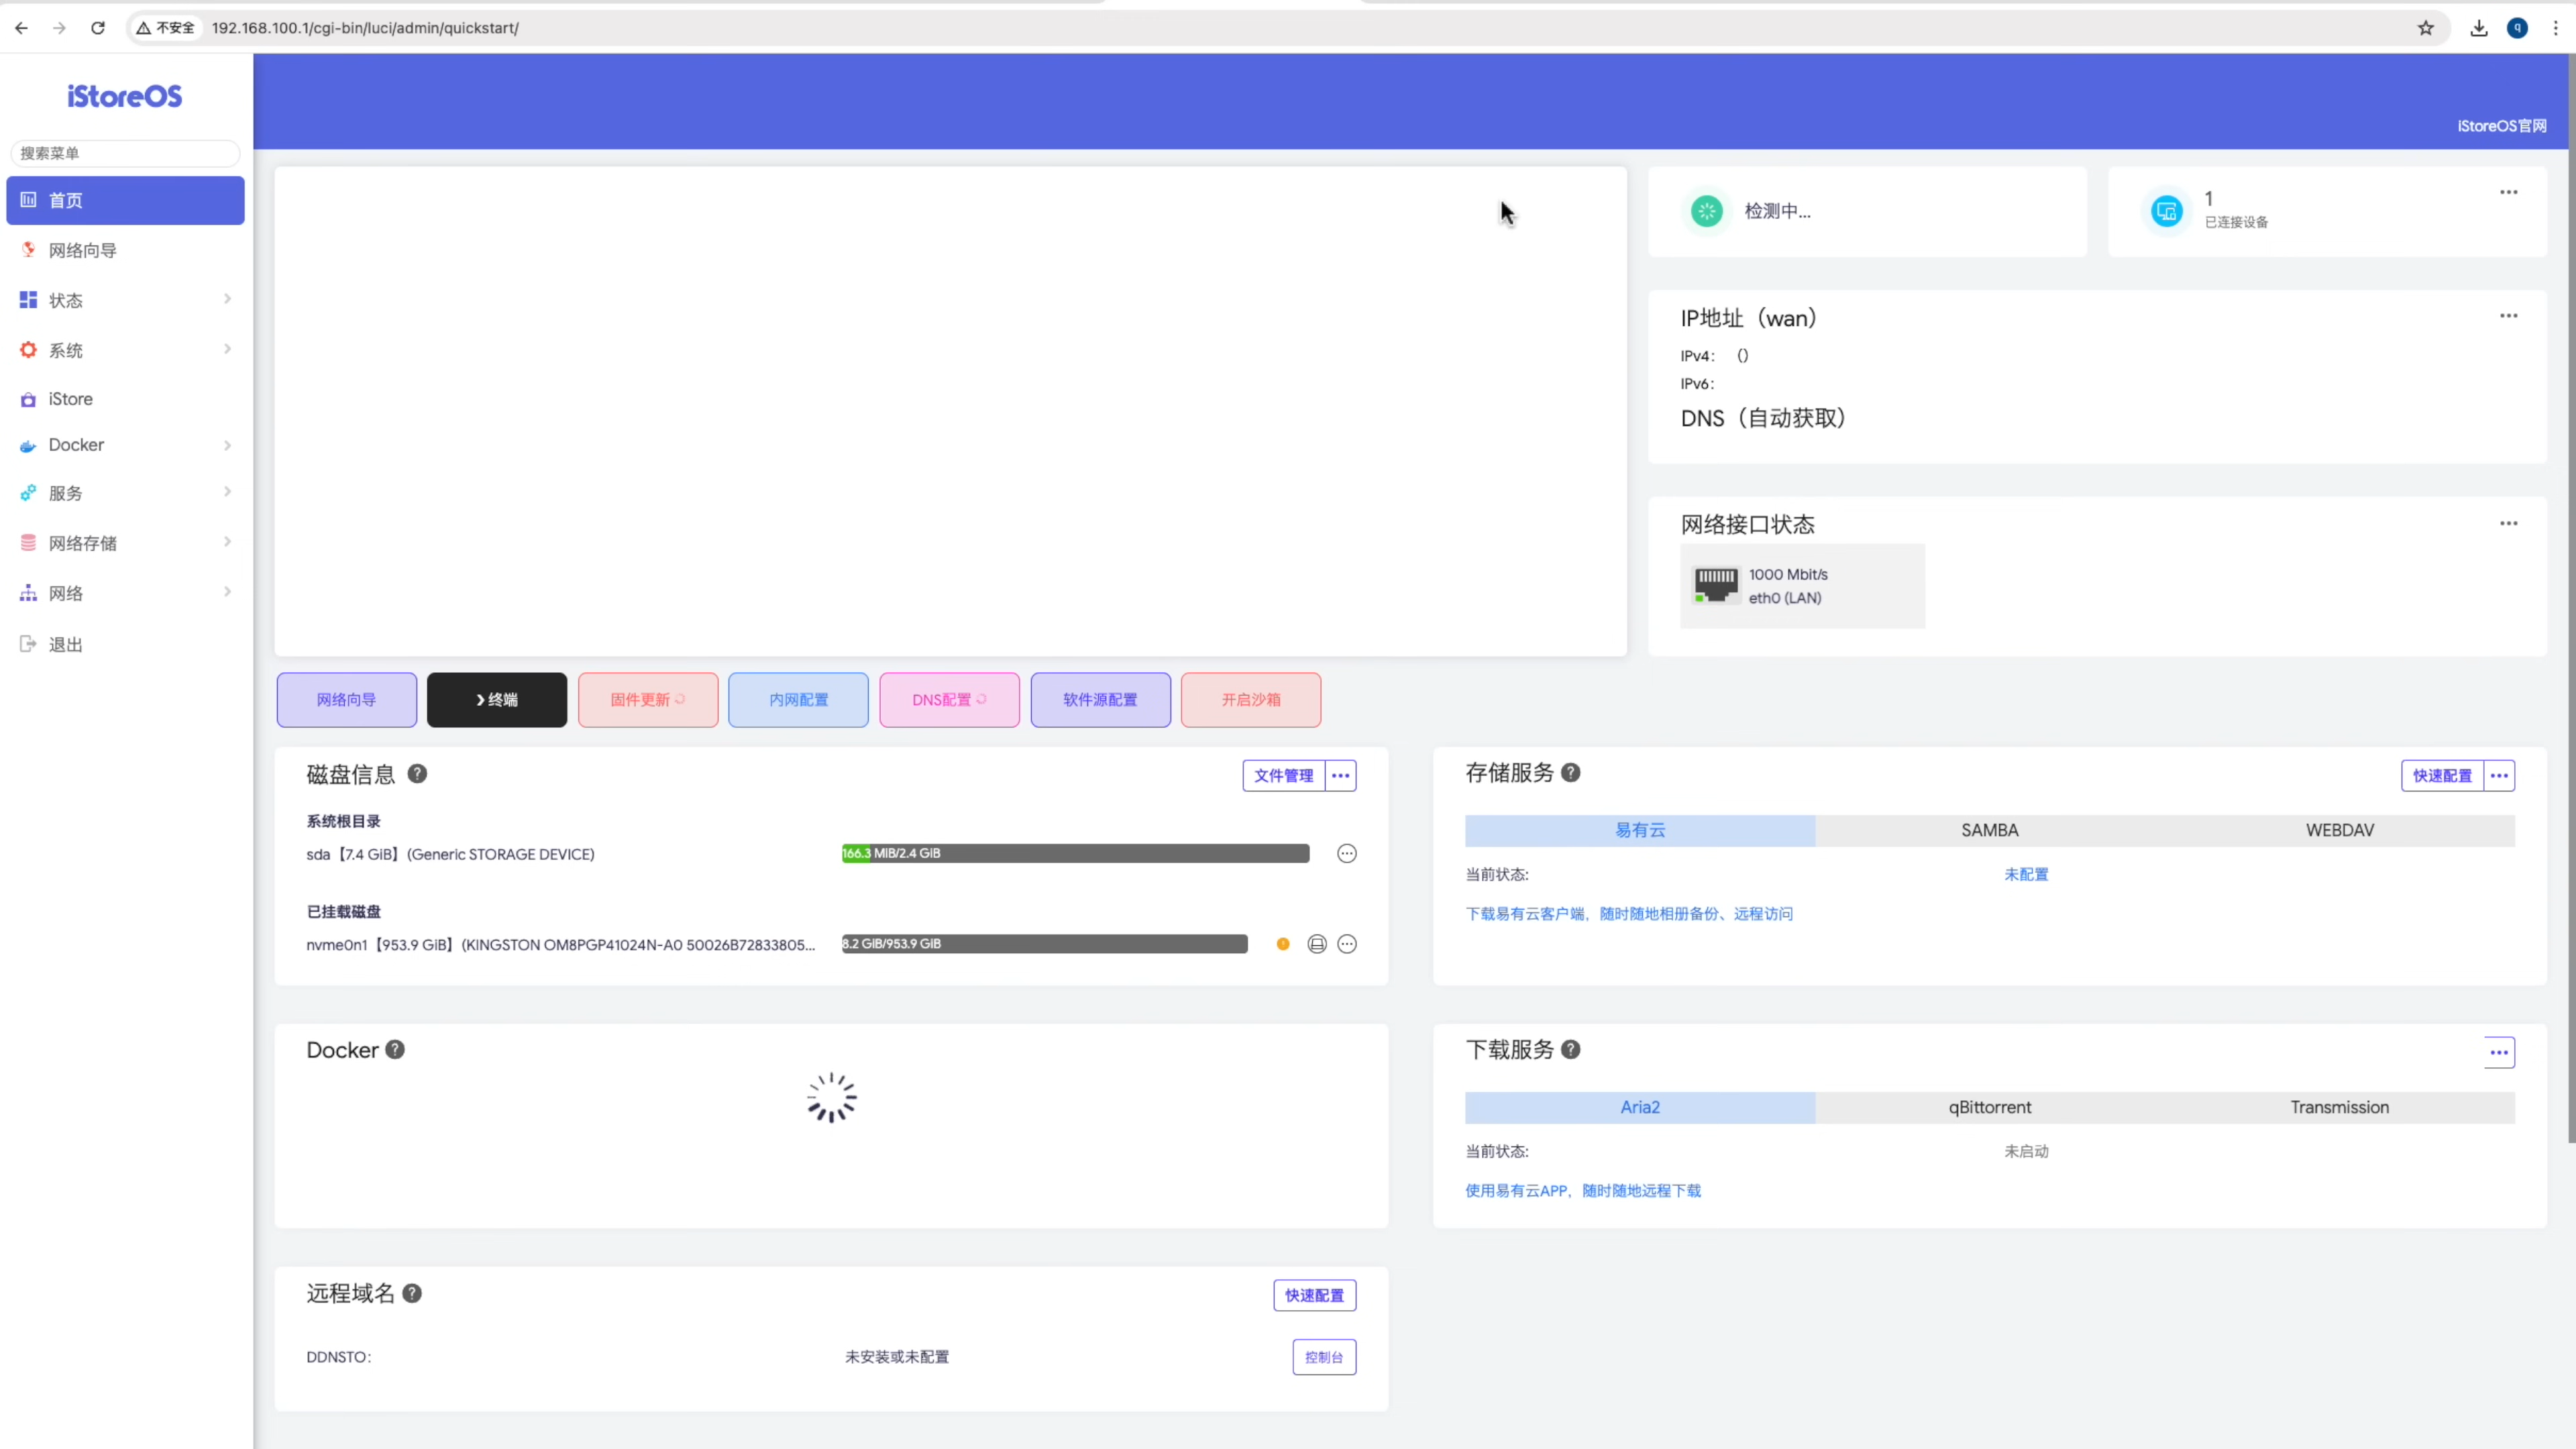 不安全
192.168.100.1/cgi-bin/luci/admin/quickstart/
q
iStoreOS
iStoreOS官网
搜索菜单
首页
网络向导
状态
系统
iStore
Docker
服务
网络存储
网络
退出
检测中...
1
已连接设备
IP地址（wan）
IPv4： ()
IPv6：
DNS（自动获取）
网络接口状态
1000 Mbit/s
eth0 (LAN)
网络向导
终端
固件更新
内网配置
DNS配置
软件源配置
开启沙箱
磁盘信息 ?
文件管理
系统根目录
sda【7.4 GiB】(Generic STORAGE DEVICE)
166.3 MIB/2.4 GIB
已挂载磁盘
nvme0n1【953.9 GiB】(KINGSTON OM8PGP41024N-A0 50026B72833805...
8.2 GIB/953.9 GIB
存储服务 ?
快速配置
易有云 SAMBA WEBDAV
当前状态: 未配置
下载易有云客户端，随时随地相册备份、远程访问
Docker ?
下载服务 ?
Aria2 qBittorrent Transmission
当前状态: 未启动
使用易有云APP，随时随地远程下载
远程域名 ?
快速配置
DDNSTO： 未安装或未配置
控制台